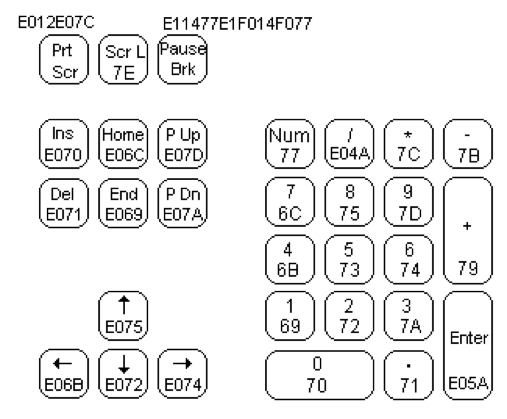 E012E07C E11477E1F014F077
Prt Scr L Pause
Scr 7E Brk
Ins Home P Up Num / * -
E070 E06C E07D 77 E04A 7C 7B
Del End P Dn 7 8 9
E071 E069 E07A 6C 75 7D
+
4 5 6
6B 73 74 79
↑ 1 2 3
E075 69 72 7A
Enter
← ↓ → 0 .
E06B E072 E074 70 71 E05A